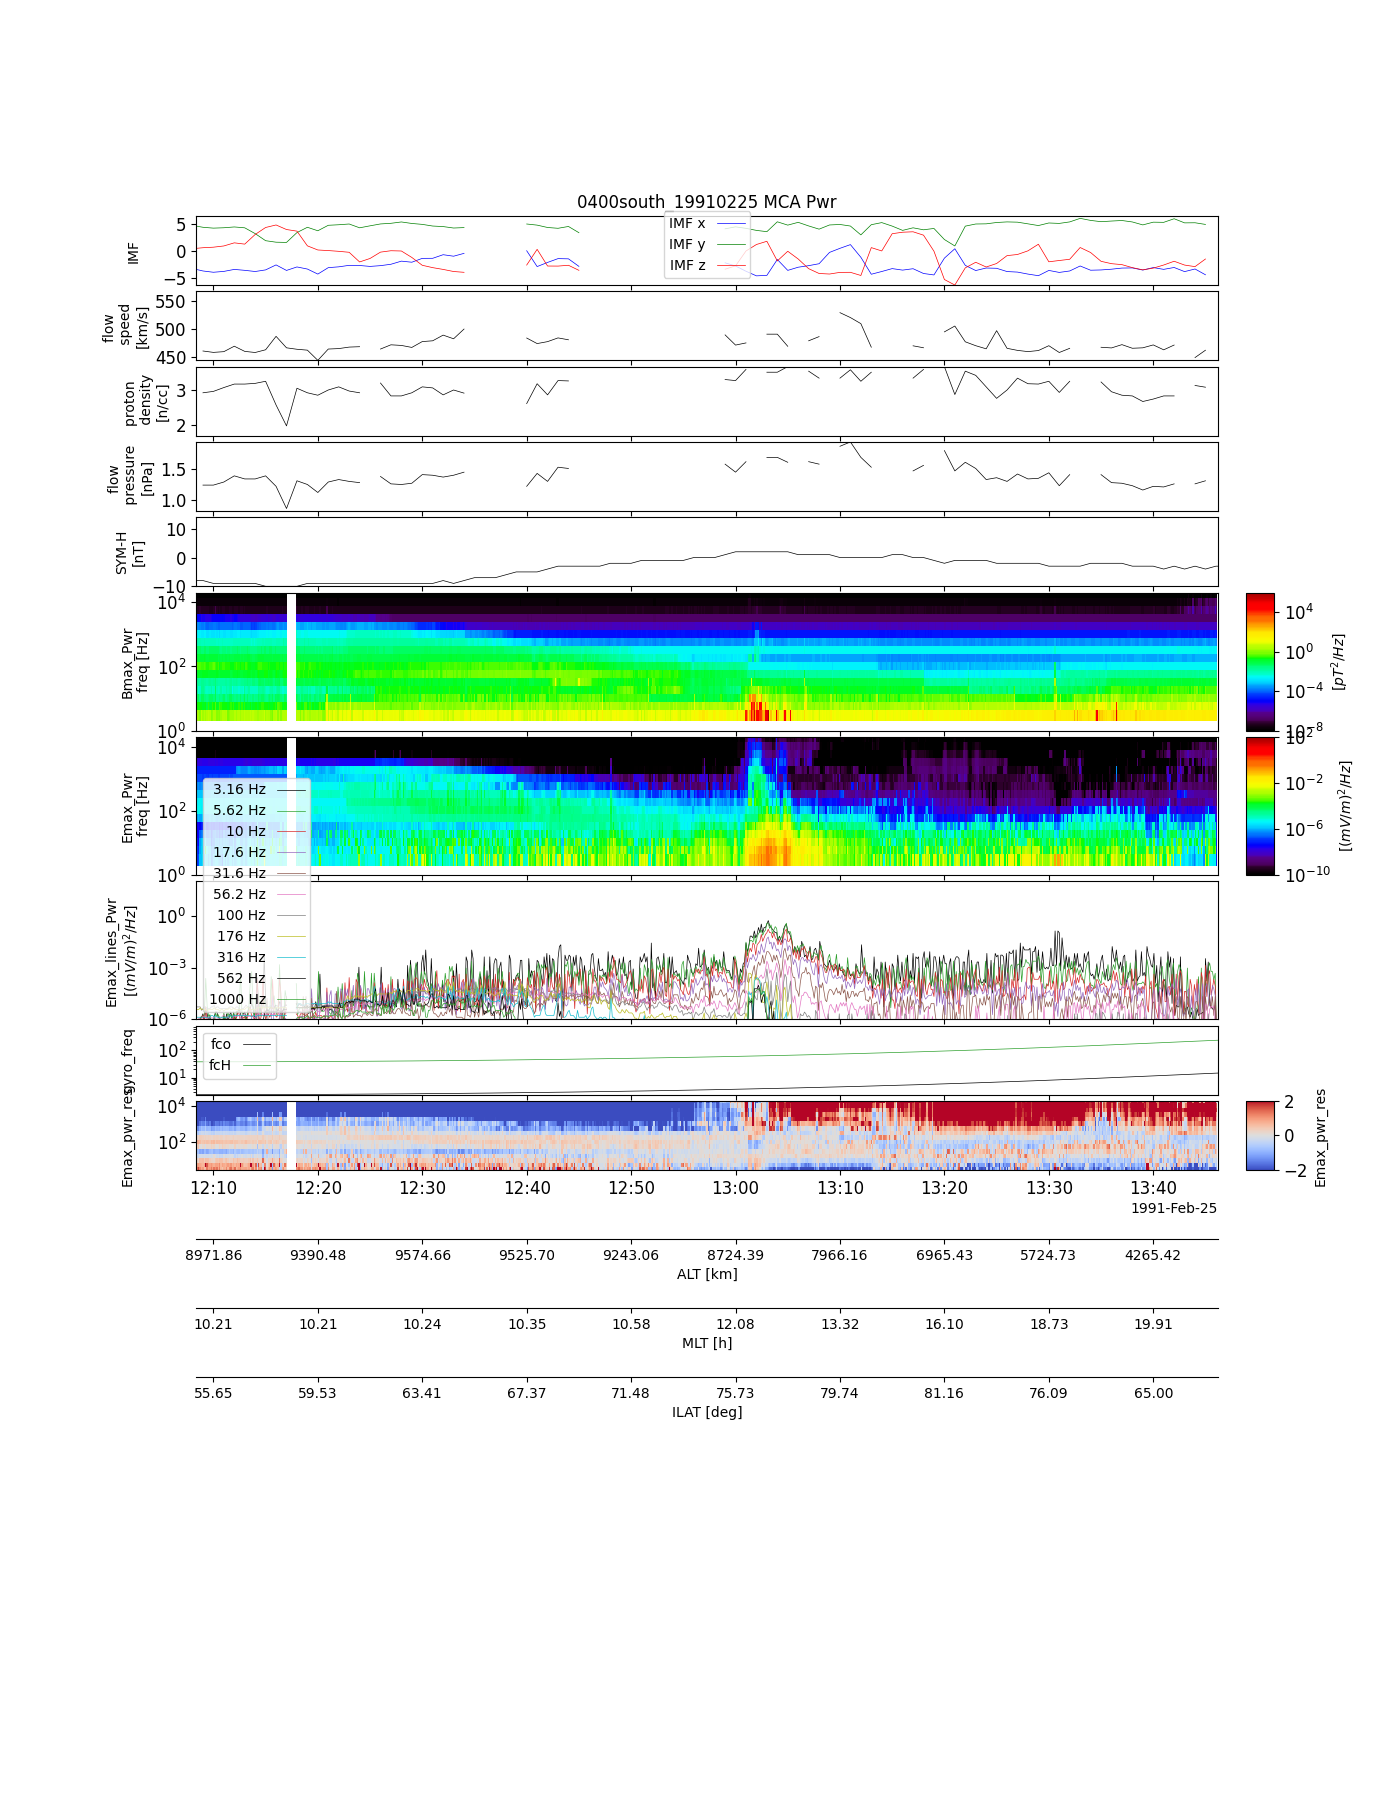 0400south_19910225 MCA Pwr
IMF
5
0
−5
IMF x
IMF y
IMF z
flow
speed
[km/s]
550
500
450
proton
density
[n/cc]
3
2
flow
pressure
[nPa]
1.5
1.0
SYM-H
[nT]
10
0
−10
Bmax_Pwr
freq [Hz]
10^4
10^2
10^0
10^4
10^0
10^−4
10^−8
[pT^2/Hz]
Emax_Pwr
freq [Hz]
10^4
10^2
10^0
10^2
10^−2
10^−6
10^−10
[(mV/m)^2/Hz]
3.16 Hz
5.62 Hz
10 Hz
17.6 Hz
31.6 Hz
56.2 Hz
100 Hz
176 Hz
316 Hz
562 Hz
1000 Hz
Emax_lines_Pwr
[(mV/m)^2/Hz]
10^0
10^−3
10^−6
gyro_freq
10^2
10^1
fco
fcH
Emax_pwr_res
10^4
10^2
2
0
−2
Emax_pwr_res
12:10 12:20 12:30 12:40 12:50 13:00 13:10 13:20 13:30 13:40
1991-Feb-25
8971.86 9390.48 9574.66 9525.70 9243.06 8724.39 7966.16 6965.43 5724.73 4265.42
ALT [km]
10.21 10.21 10.24 10.35 10.58 12.08 13.32 16.10 18.73 19.91
MLT [h]
55.65 59.53 63.41 67.37 71.48 75.73 79.74 81.16 76.09 65.00
ILAT [deg]